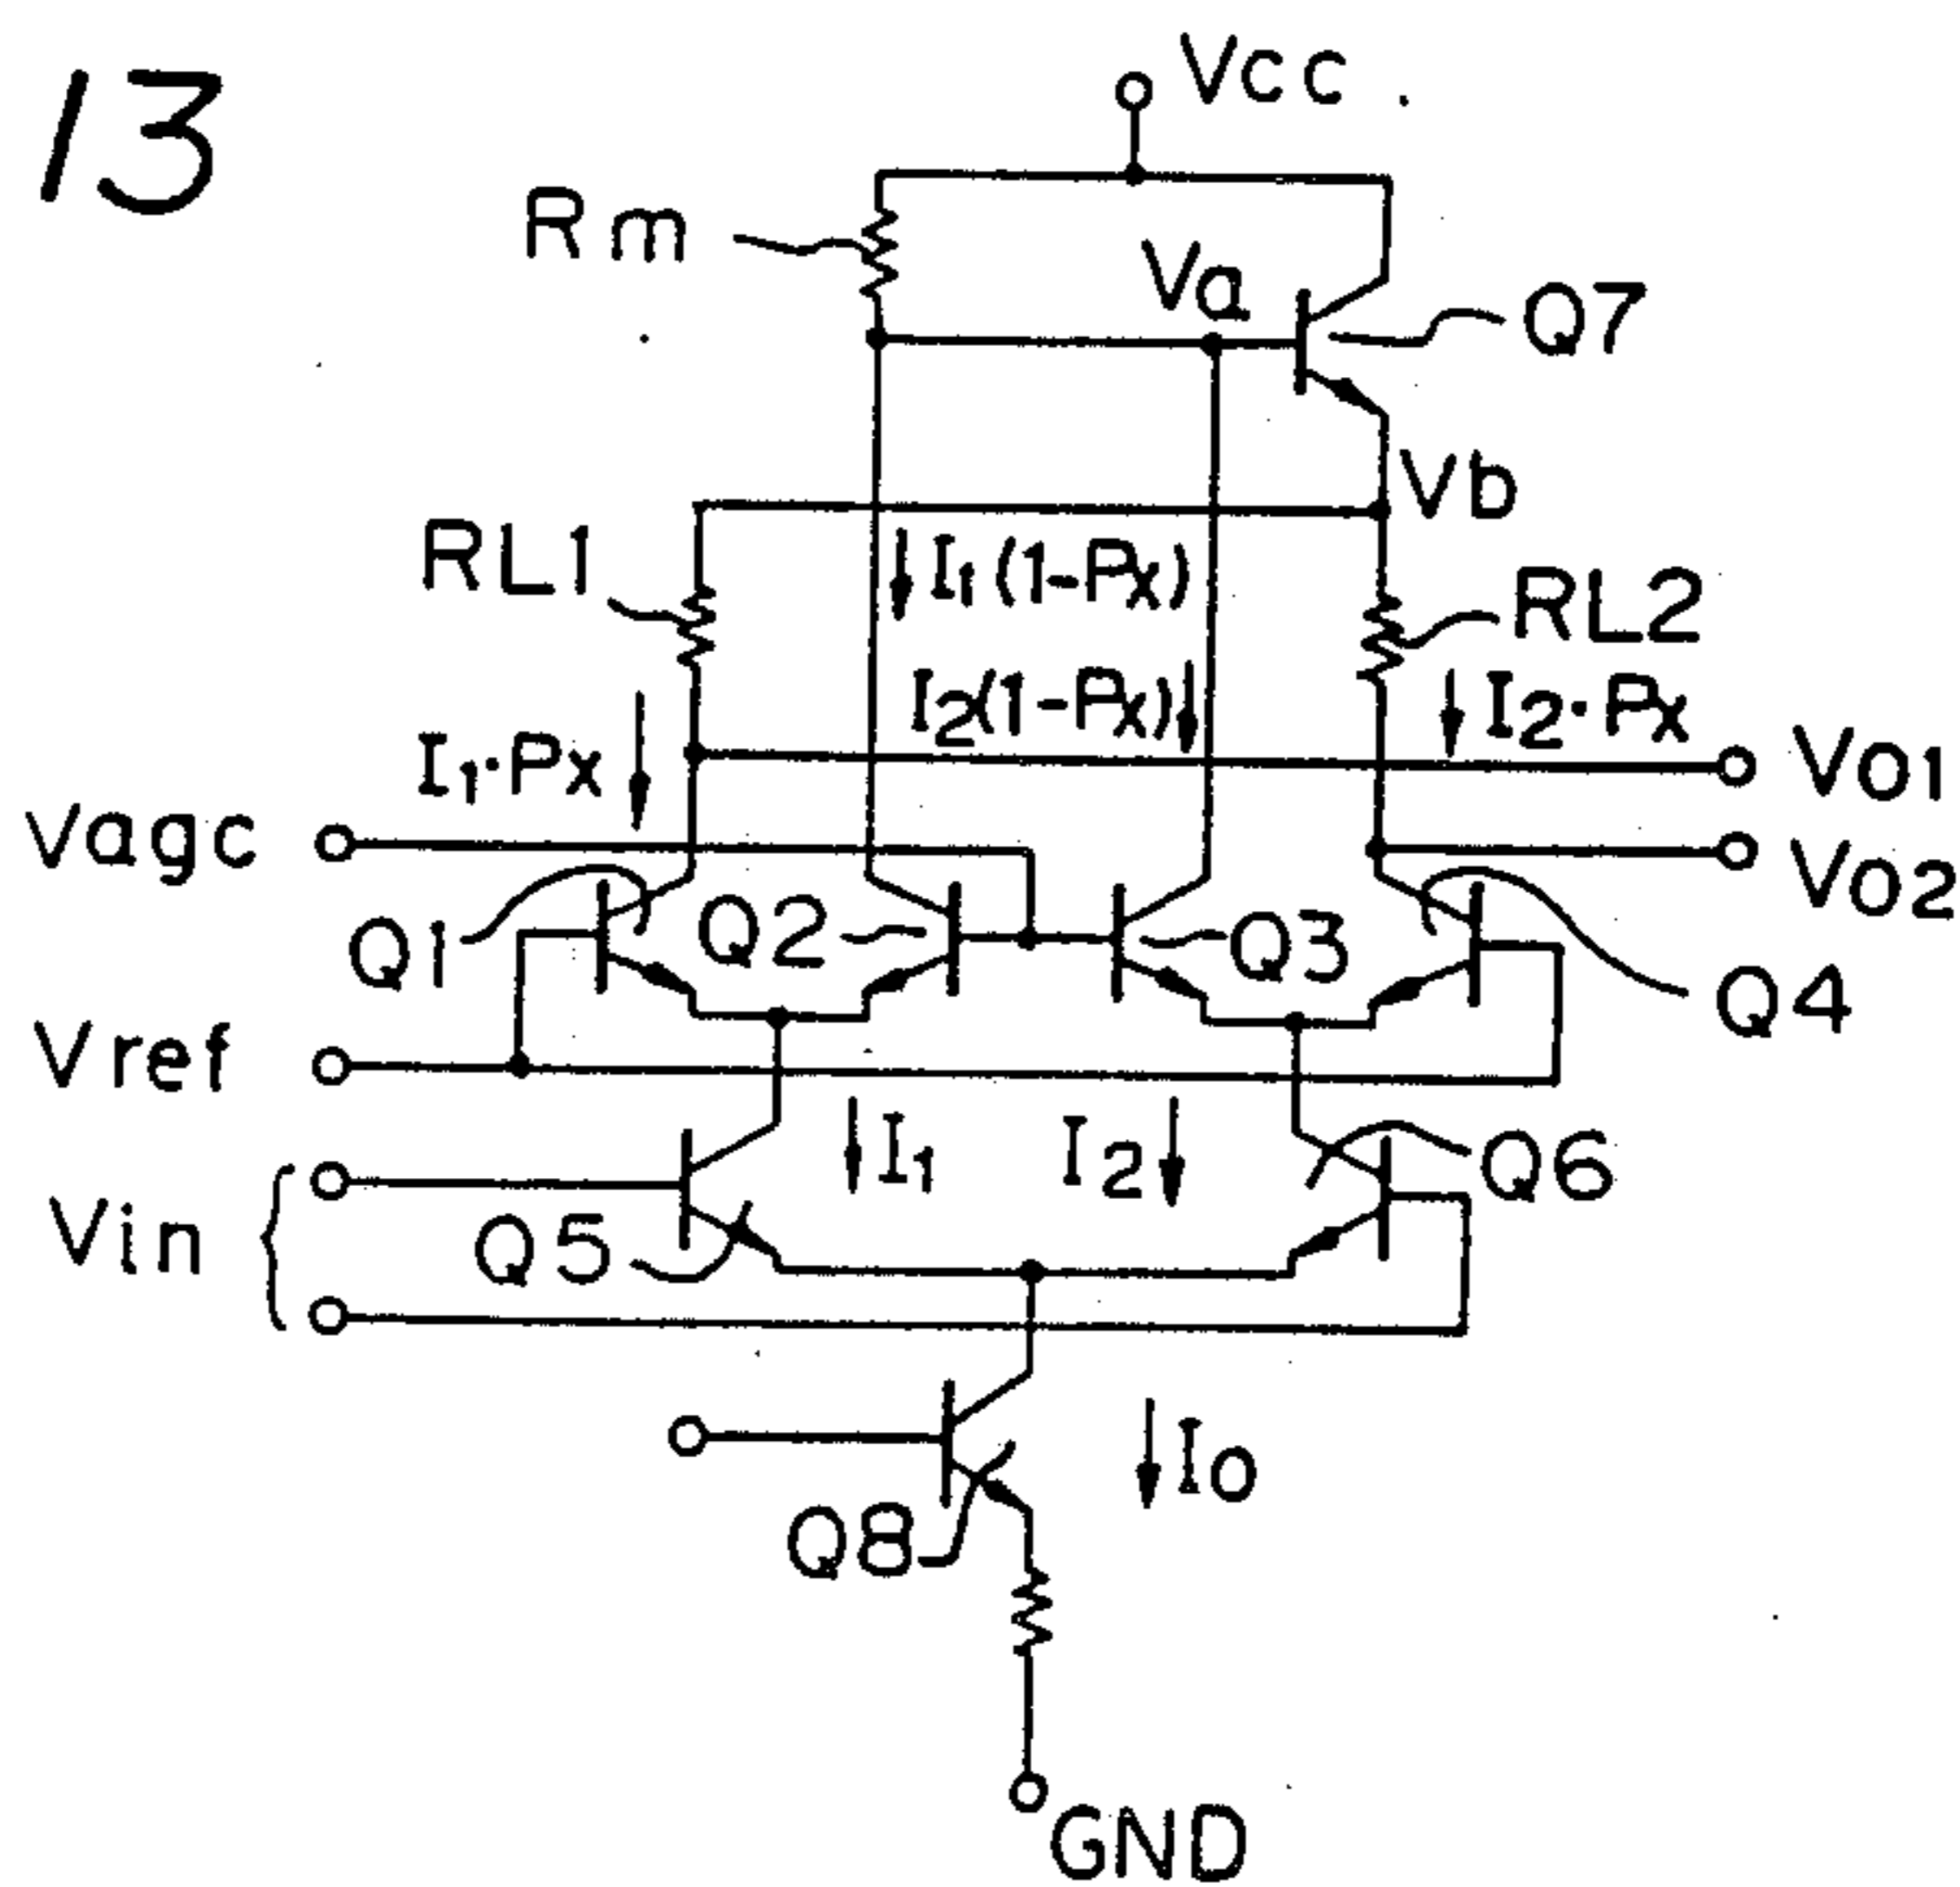 13
Vcc
Rm
Va
Q7
Vb
RL1
I1(1-Px)
RL2
I2(1-Px)
I2·Px
I1·Px
Vo1
Vagc
Vo2
Q1
Q2
Q3
Q4
Vref
I1
I2
Q6
Vin
Q5
Io
Q8
GND